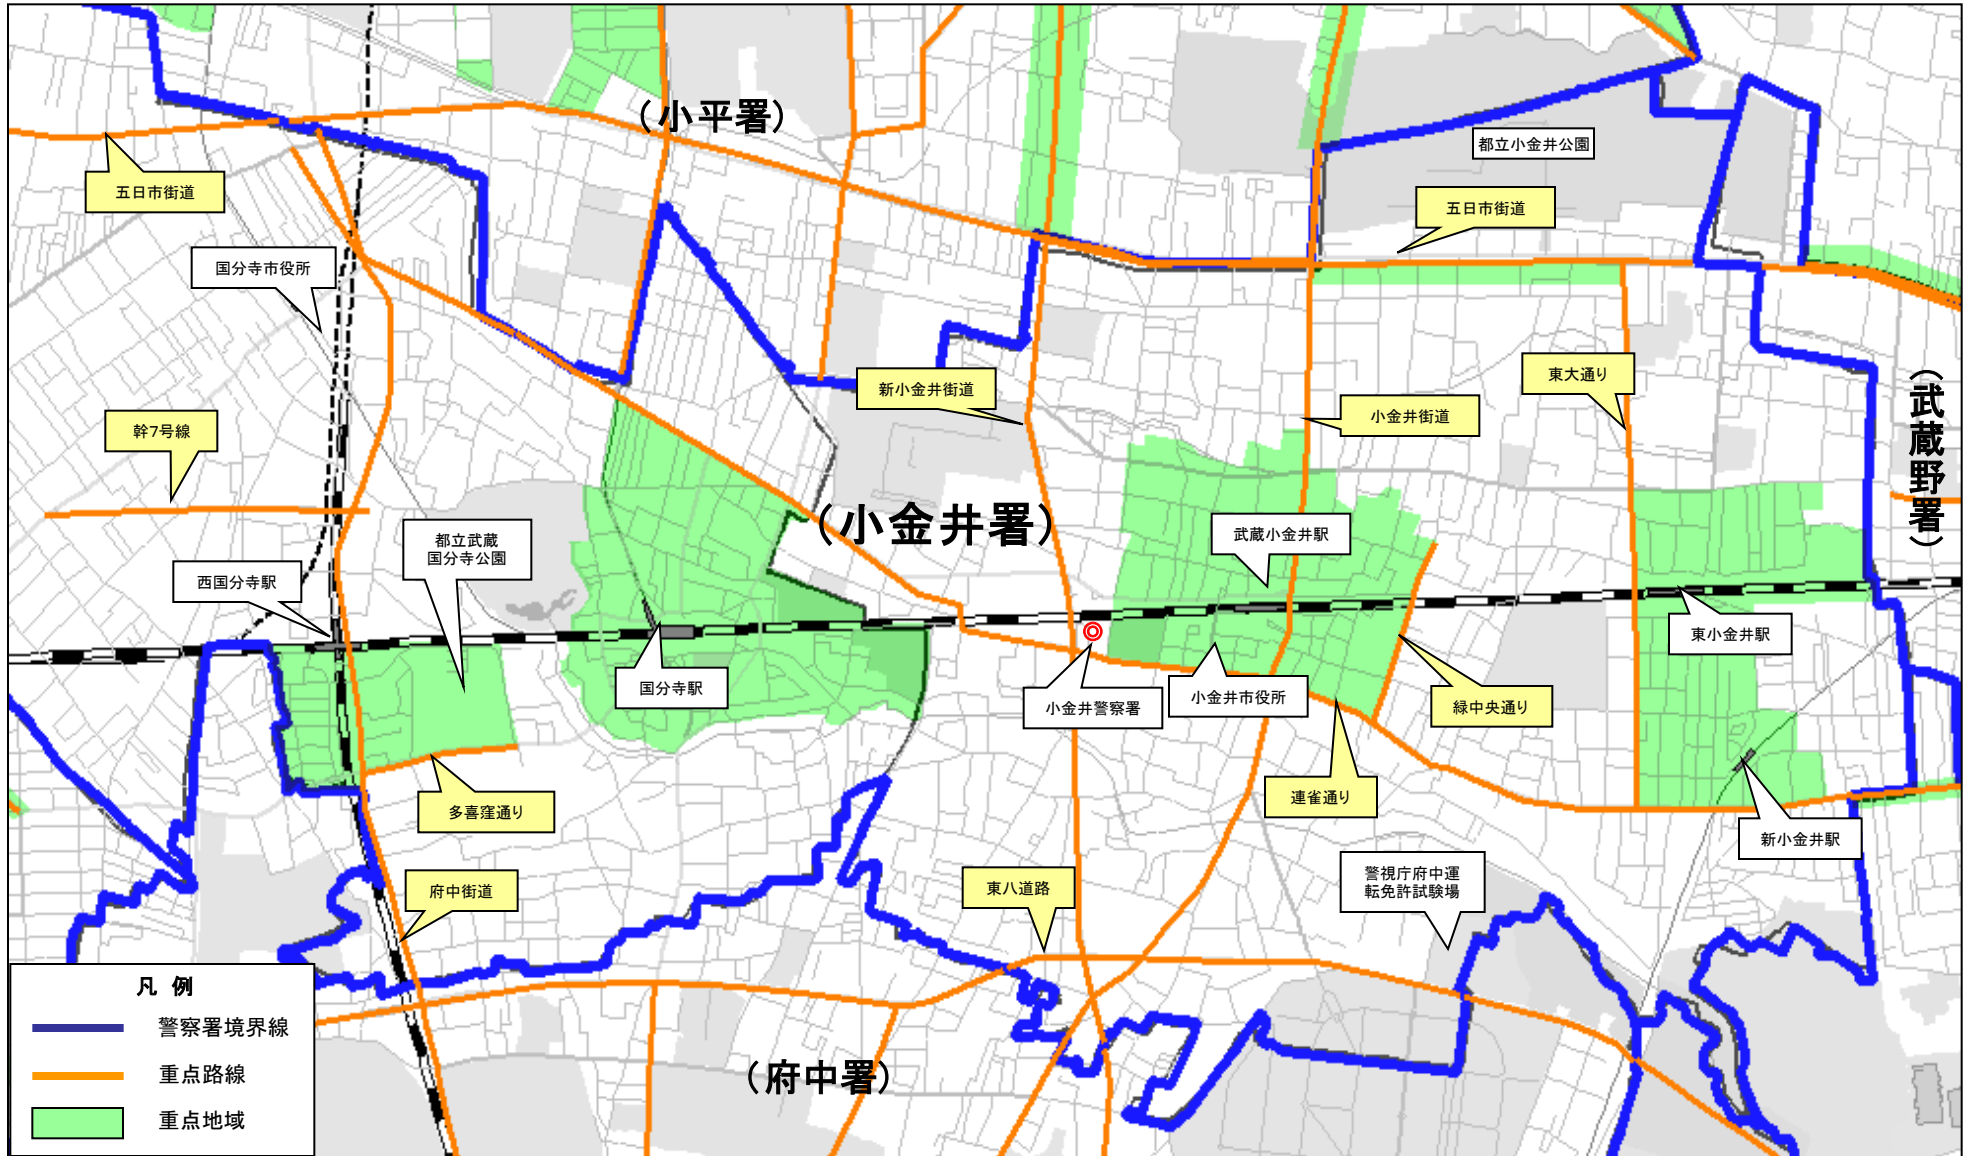 （小平署）
都立小金井公園
五日市街道
五日市街道
国分寺市役所
東大通り
新小金井街道
小金井街道
（武蔵野署）
幹7号線
（小金井署）
都立武蔵
国分寺公園
武蔵小金井駅
西国分寺駅
東小金井駅
国分寺駅
小金井警察署
小金井市役所
緑中央通り
多喜窪通り
連雀通り
新小金井駅
府中街道
東八道路
警視庁府中運
転免許試験場
（府中署）
凡 例
警察署境界線
重点路線
重点地域